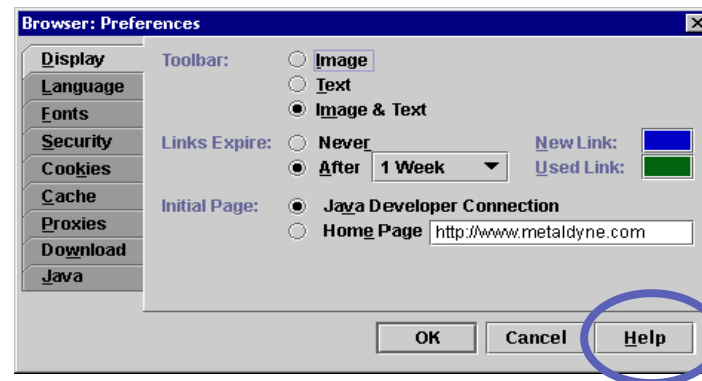 Browser: Preferences
Display
Language
Fonts
Security
Cookies
Cache
Proxies
Download
Java
Toolbar:
Image
Text
Image & Text
Links Expire:
Never
After 1 Week
New Link:
Used Link:
Initial Page:
Java Developer Connection
Home Page http://www.metaldyne.com
OK Cancel Help